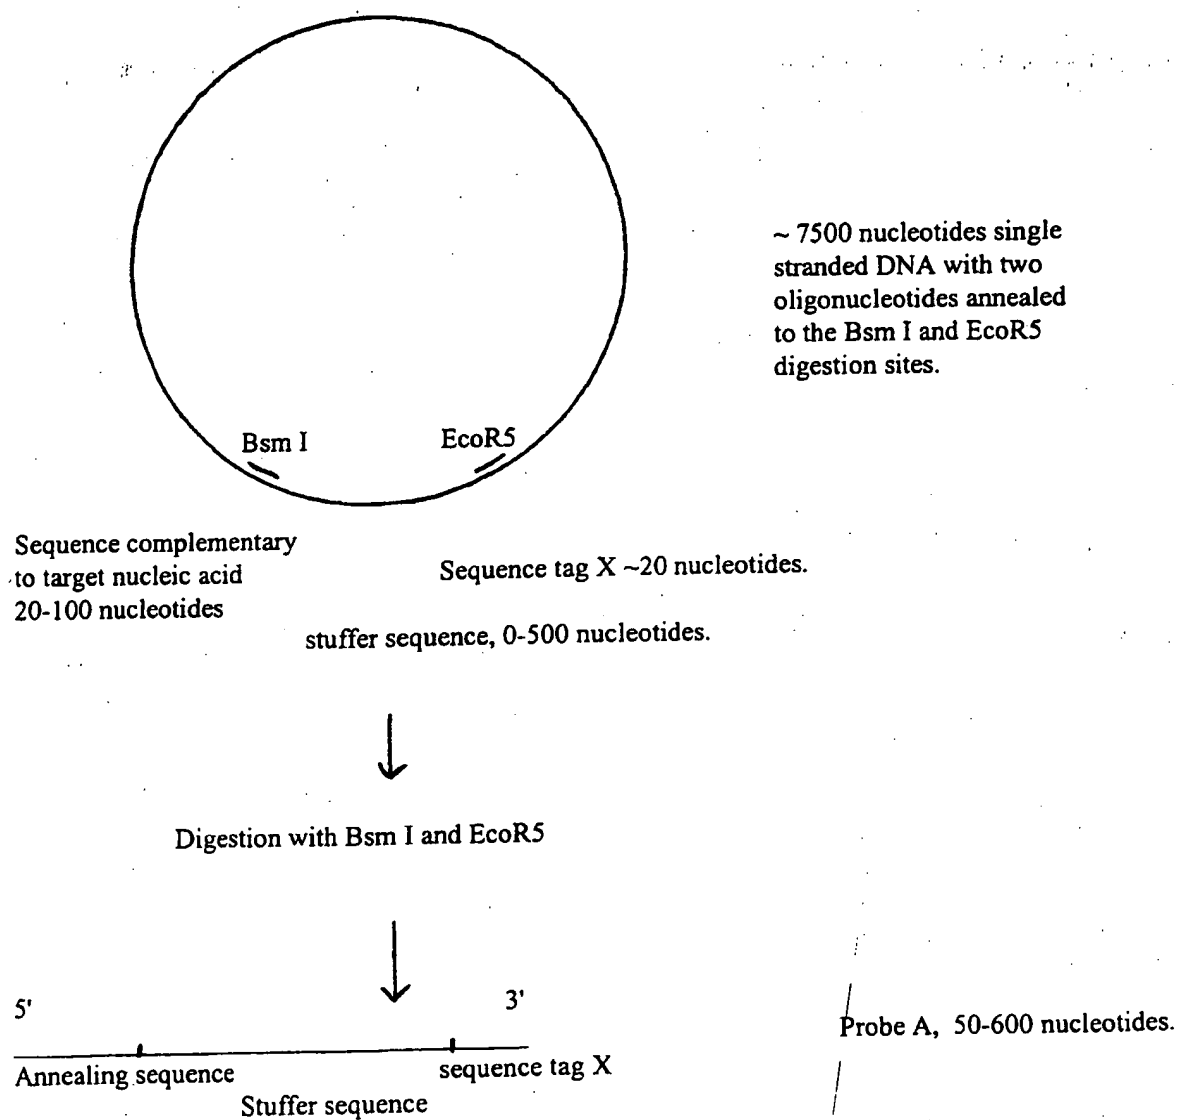 ~ 7500 nucleotides single
stranded DNA with two
oligonucleotides annealed
to the Bsm I and EcoR5
digestion sites.
Bsm I
EcoR5
Sequence complementary
to target nucleic acid
20-100 nucleotides
Sequence tag X ~20 nucleotides.
stuffer sequence, 0-500 nucleotides.
Digestion with Bsm I and EcoR5
5'
3'
Probe A, 50-600 nucleotides.
Annealing sequence
sequence tag X
Stuffer sequence